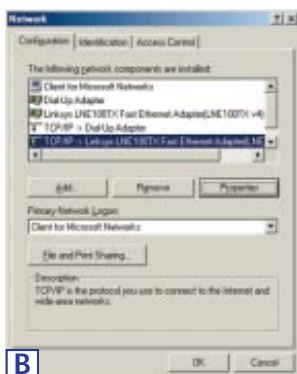 Network
Configuration Identification Access Control
The following network components are installed:
Client for Microsoft Networks
Dial-Up Adapter
Linksys LNE100TX Fast Ethernet Adapter(LNE100TX v4)
TCP/IP -> Dial-Up Adapter
TCP/IP -> Linksys LNE100TX Fast Ethernet Adapter(LNE
Add... Remove Properties
Primary Network Logon:
Client for Microsoft Networks
File and Print Sharing...
Description
TCP/IP is the protocol you use to connect to the Internet and
wide-area networks.
OK Cancel
B